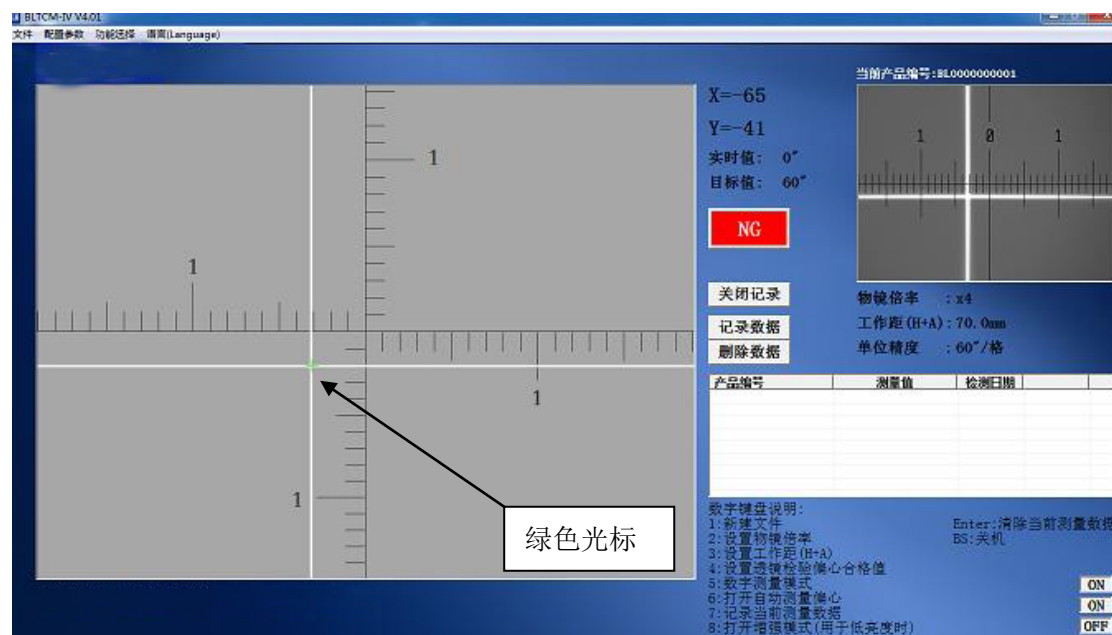 BLTCM-IV V4.01
文件 配置参数 功能选择 语言(Language)
当前产品编号:BL0000000001
X=-65
Y=-41
实时值: 0″
目标值: 60″
NG
关闭记录
记录数据
删除数据
1
1
1
1
绿色光标
1 0 1
物镜倍率 :x4
工作距(H+A):70.0mm
单位精度 :60″/格
产品编号 测量值 检测日期
数字键盘说明:
1:新建文件
2:设置物镜倍率
3:设置工作距(H+A)
4:设置透镜检验偏心合格值
5:数字测量模式
6:打开自动测量偏心
7:记录当前测量数据
8:打开增强模式(用于低亮度时)
Enter:清除当前测量数据
BS:关机
ON
ON
OFF